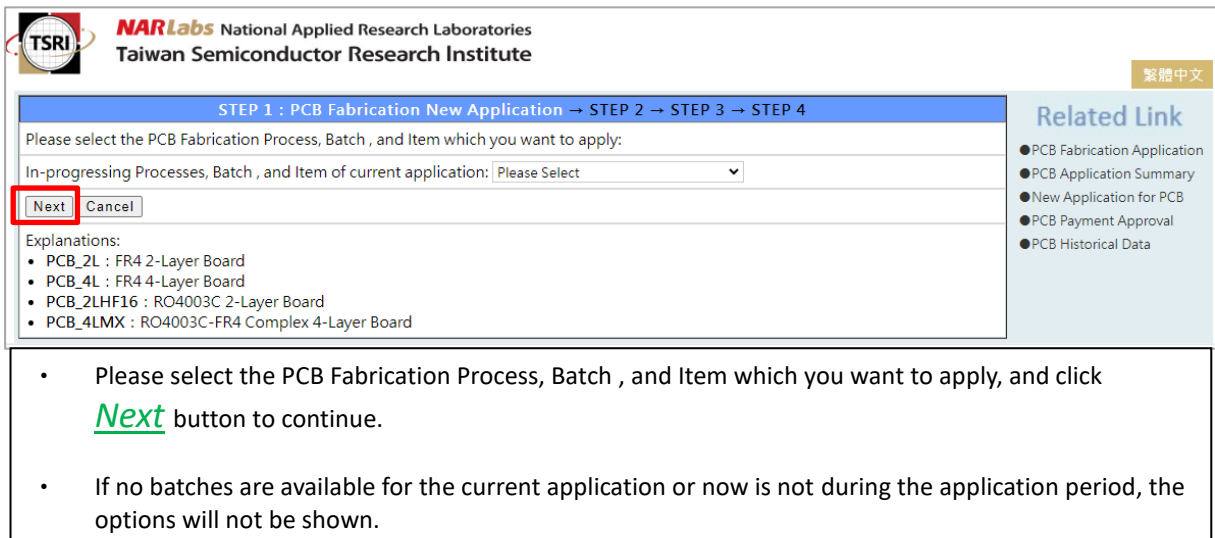 TSRI
NARLabs National Applied Research Laboratories
Taiwan Semiconductor Research Institute
繁體中文
STEP 1 : PCB Fabrication New Application → STEP 2 → STEP 3 → STEP 4
Please select the PCB Fabrication Process, Batch , and Item which you want to apply:
In-progressing Processes, Batch , and Item of current application: Please Select
Next Cancel
Explanations:
• PCB_2L : FR4 2-Layer Board
• PCB_4L : FR4 4-Layer Board
• PCB_2LHF16 : RO4003C 2-Layer Board
• PCB_4LMX : RO4003C-FR4 Complex 4-Layer Board
Related Link
●PCB Fabrication Application
●PCB Application Summary
●New Application for PCB
●PCB Payment Approval
●PCB Historical Data
• Please select the PCB Fabrication Process, Batch , and Item which you want to apply, and click
Next button to continue.
• If no batches are available for the current application or now is not during the application period, the
options will not be shown.